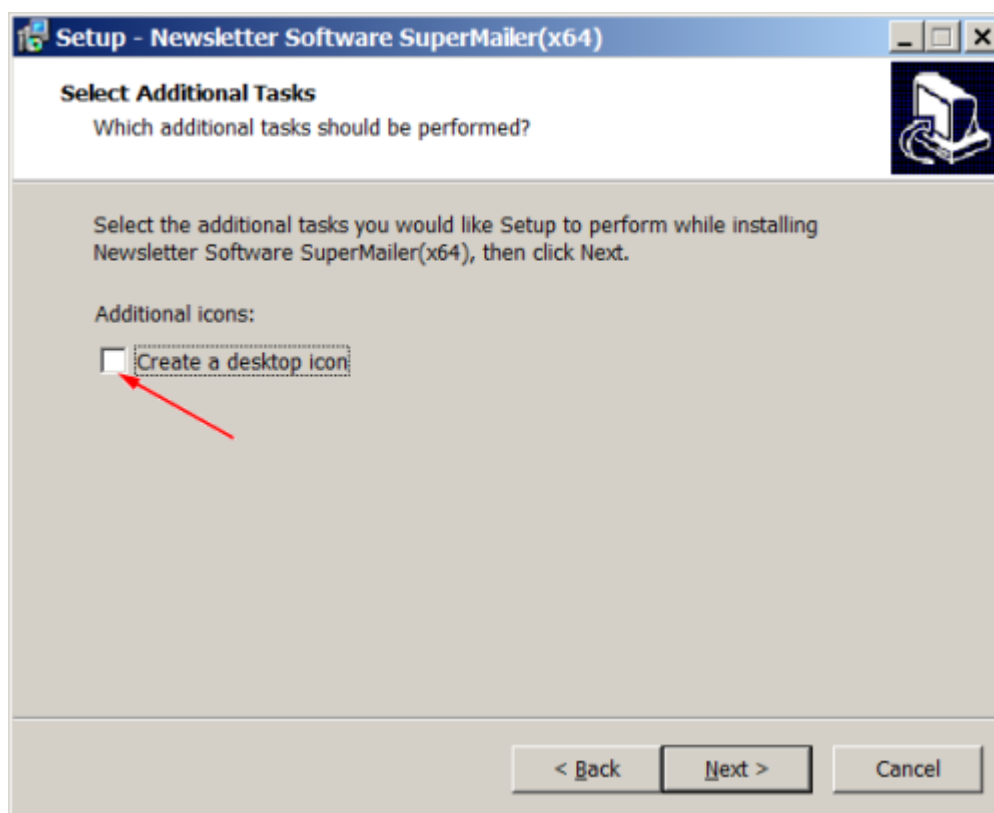 Setup - Newsletter Software SuperMailer(x64)
Select Additional Tasks
Which additional tasks should be performed?
Select the additional tasks you would like Setup to perform while installing
Newsletter Software SuperMailer(x64), then click Next.
Additional icons:
Create a desktop icon
< Back
Next >
Cancel